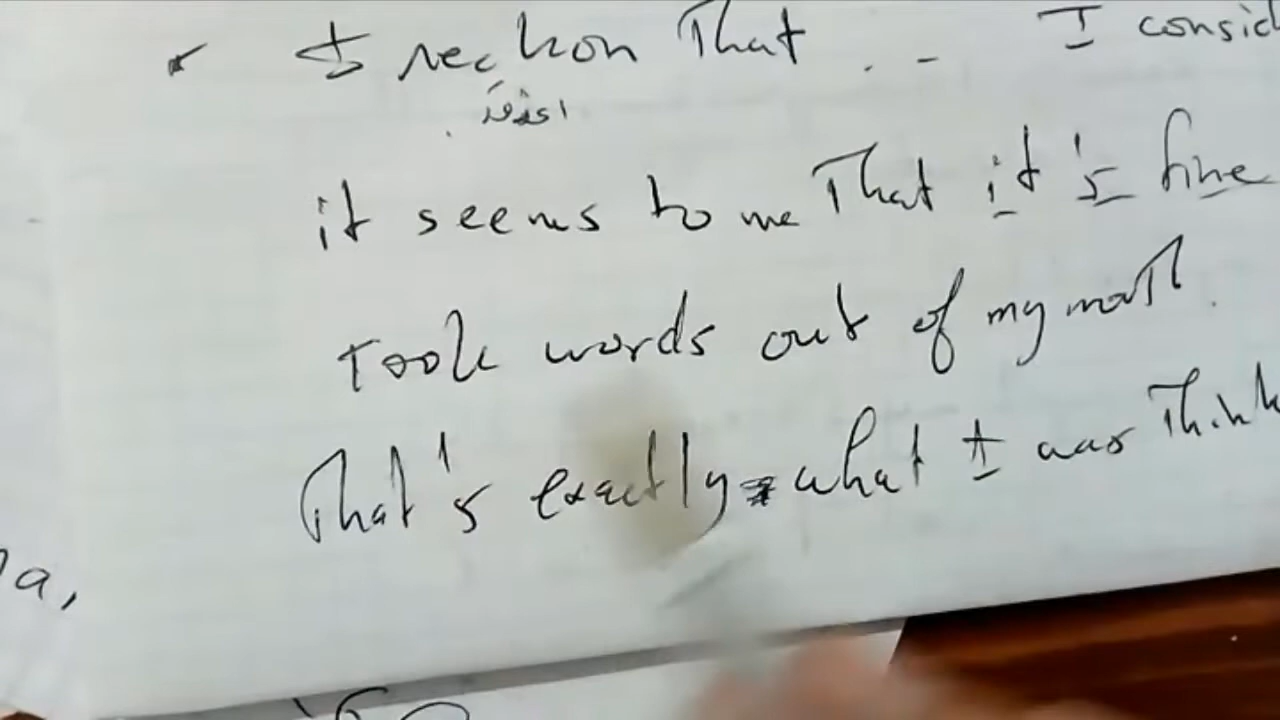 I reckon That . . - I consid
اعتقد
it seems to me That it's fine
Took words out of my mouth.
That's exactly what I was Think
a,